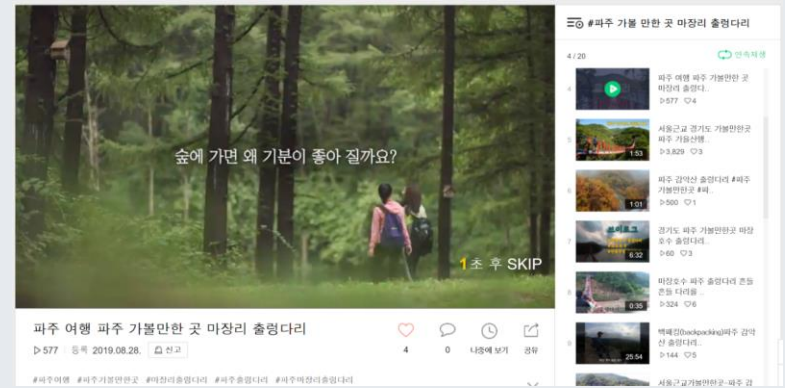 숲에 가면 왜 기분이 좋아 질까요?
1초 후 SKIP
파주 여행 파주 가볼만한 곳 마장리 출렁다리
577 등록 2019.08.28. 신고
4
0
나중에 보기
공유
#파주여행 #파주가볼만한곳 #마장리출렁다리 #파주출렁다리 #파주마장리출렁다리
#파주 가볼 만한 곳 마장리 출렁다리
4 / 20
연속재생
4
파주 여행 파주 가볼만한 곳
마장리 출렁다..
577 4
5
1:53
서울근교 경기도 가볼만한곳
파주 가을산행..
3,829 3
6
1:01
파주 감악산 출렁다리 #파주
가볼만한곳 #파..
500 1
7
브이로그
6:32
경기도 파주 가볼만한곳 마장
호수 출렁다리..
60 3
8
0:35
마장호수 파주 출렁다리 흔들
흔들 다리를 ..
324 6
9
25:54
백패킹(backpacking)파주 감악
산 출렁다리..
144 5
서울근교가볼만한곳-파주 감